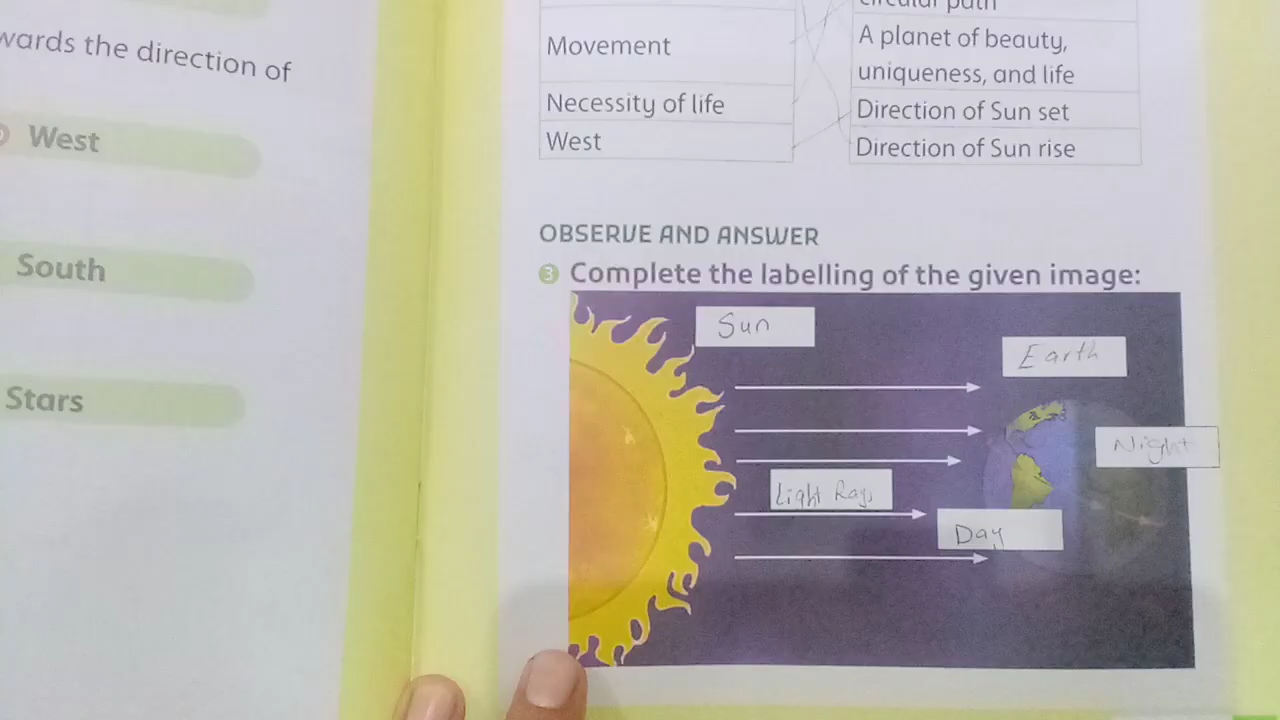 wards the direction of
West
South
Stars
circular path
Movement
A planet of beauty,
uniqueness, and life
Necessity of life
Direction of Sun set
West
Direction of Sun rise
OBSERVE AND ANSWER
3 Complete the labelling of the given image:
Sun
Earth
Night
Light Rays
Day